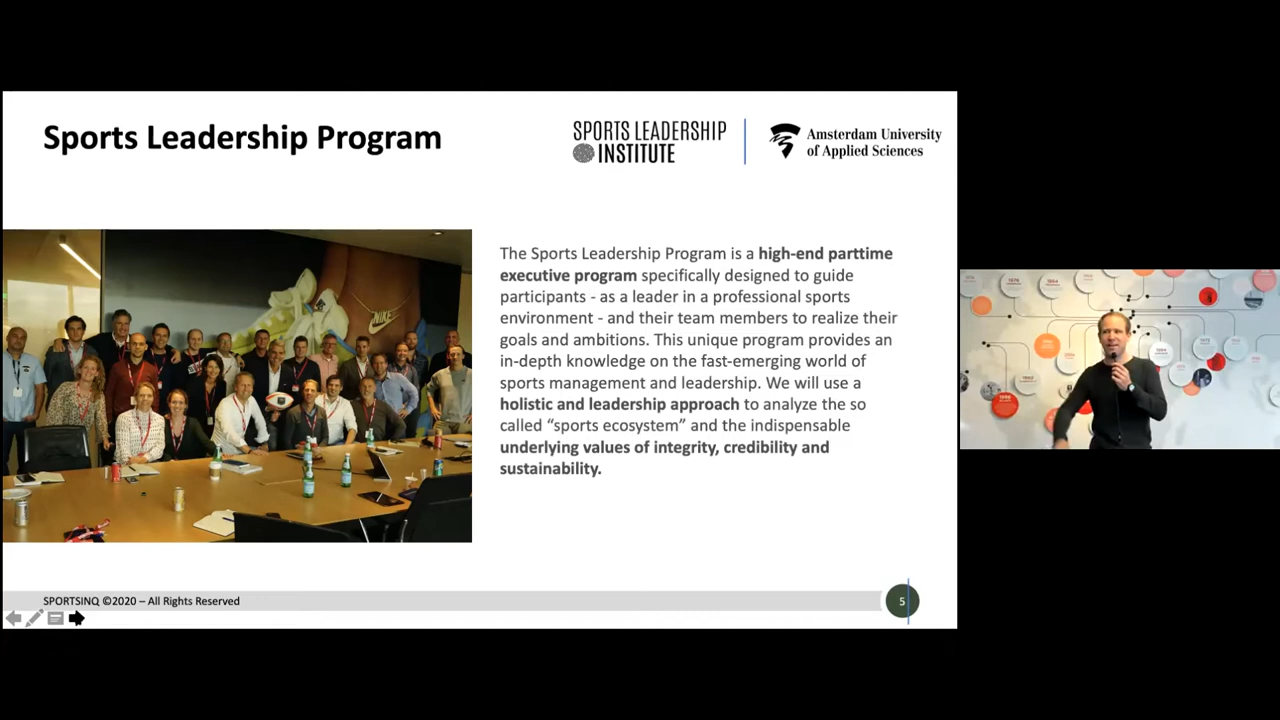 Sports Leadership Program
SPORTS LEADERSHIP
INSTITUTE
Amsterdam University
of Applied Sciences
NIKE
The Sports Leadership Program is a high-end parttime
executive program specifically designed to guide
participants - as a leader in a professional sports
environment - and their team members to realize their
goals and ambitions. This unique program provides an
in-depth knowledge on the fast-emerging world of
sports management and leadership. We will use a
holistic and leadership approach to analyze the so
called “sports ecosystem” and the indispensable
underlying values of integrity, credibility and
sustainability.
SPORTSINQ ©2020 – All Rights Reserved
5